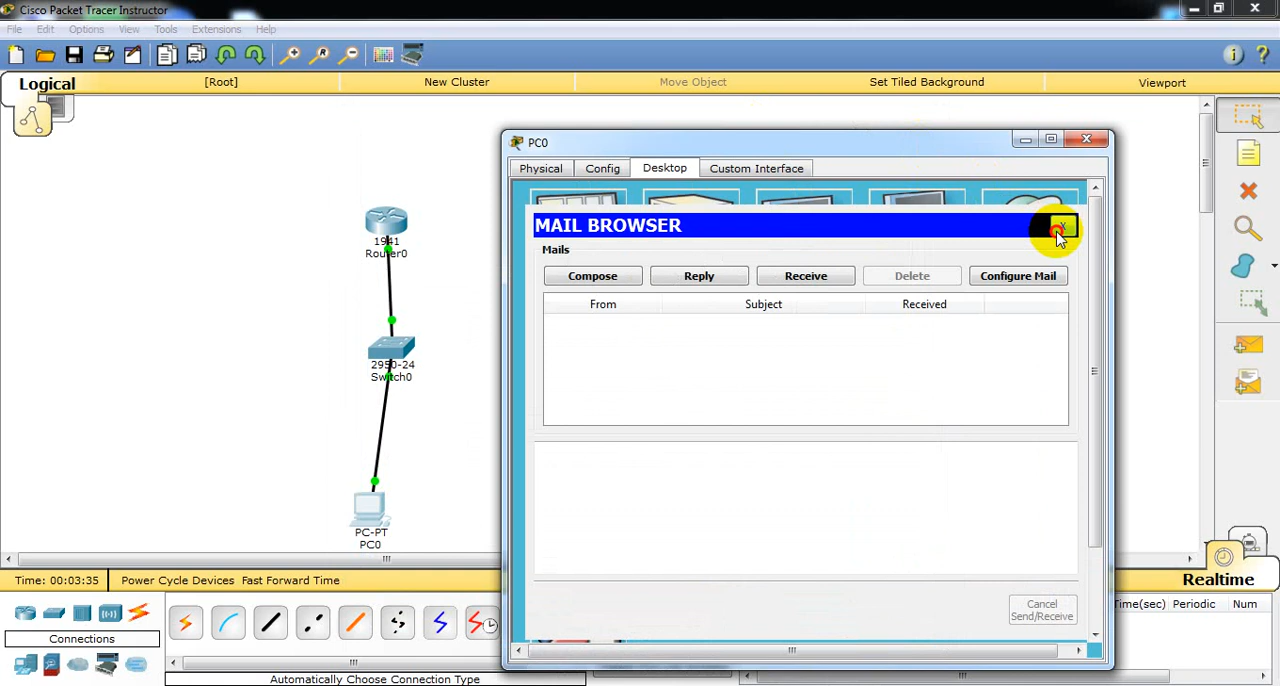 Cisco Packet Tracer Instructor
File Edit Options View Tools Extensions Help
Logical
[Root]
New Cluster
Move Object
Set Tiled Background
Viewport
1941
Router0
2950-24
Switch0
PC-PT
PC0
PC0
Physical
Config
Desktop
Custom Interface
MAIL BROWSER
X
Mails
Compose
Reply
Receive
Delete
Configure Mail
From
Subject
Received
Cancel
Send/Receive
Time: 00:03:35
Power Cycle Devices Fast Forward Time
Realtime
Connections
Automatically Choose Connection Type
Time(sec) Periodic Num